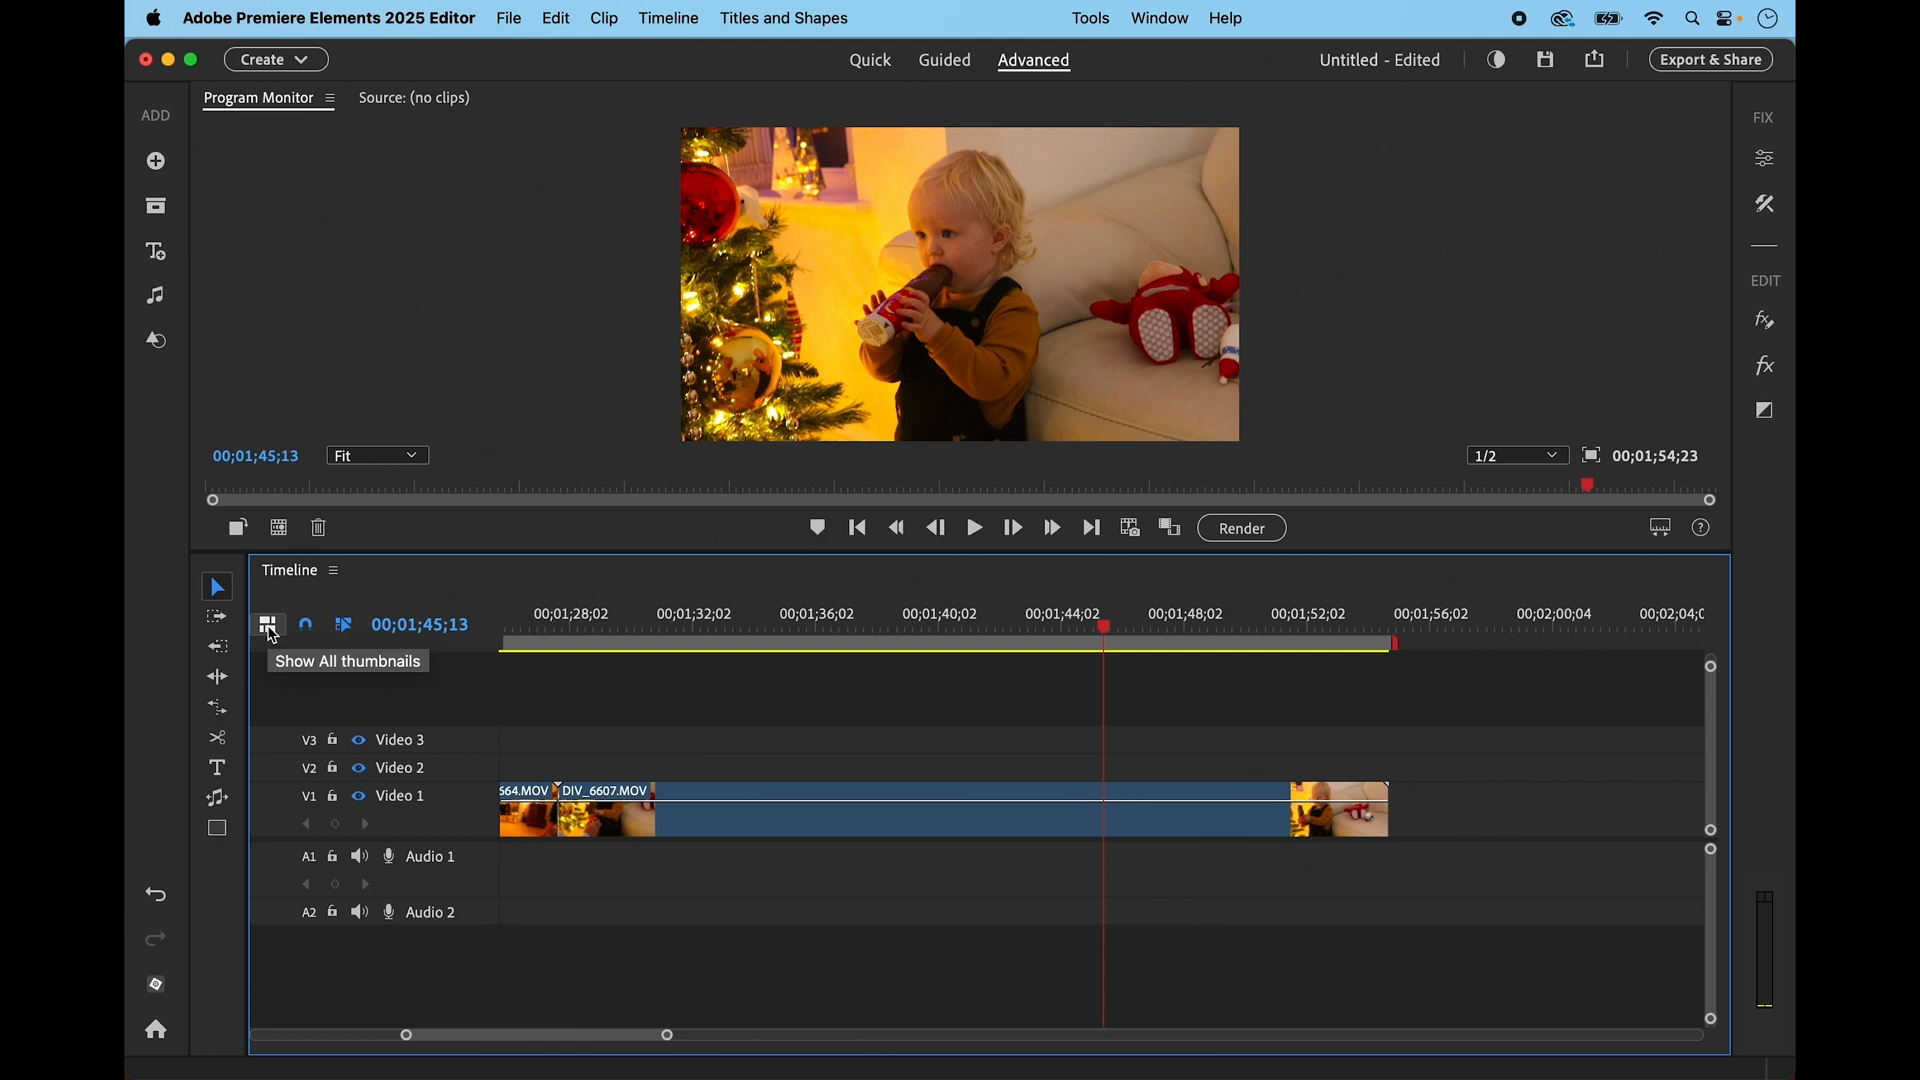 Adobe Premiere Elements 2025 Editor File Edit Clip Timeline Titles and Shapes Tools Window Help
Create Quick Guided Advanced Untitled - Edited Export & Share
ADD Program Monitor Source: (no clips) FIX
EDIT
00;01;45;13 Fit 1/2 00;01;54;23
Render
Timeline
00;01;45;13 00;01;28;02 00;01;32;02 00;01;36;02 00;01;40;02 00;01;44;02 00;01;48;02 00;01;52;02 00;01;56;02 00;02;00;04 00;02;04;0
Show All thumbnails
V3 Video 3
V2 Video 2
V1 Video 1 564.MOV DIV_6607.MOV
A1 Audio 1
A2 Audio 2